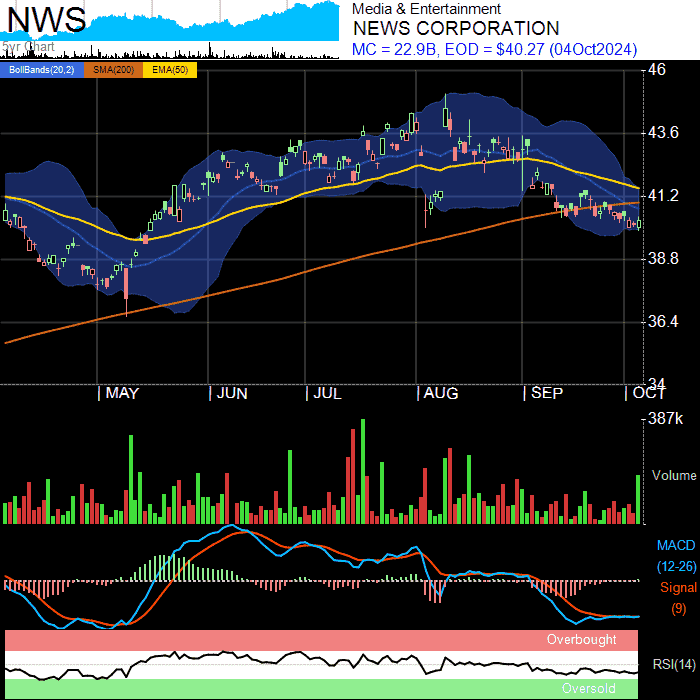 NWS
5yr Chart
Media & Entertainment
NEWS CORPORATION
MC = 22.9B, EOD = $40.27 (04Oct2024)
BollBands(20,2) SMA(200) EMA(50)
46
43.6
41.2
38.8
36.4
34
MAY JUN JUL AUG SEP OCT
387k
Volume
MACD
(12-26)
Signal
(9)
Overbought
RSI(14)
Oversold